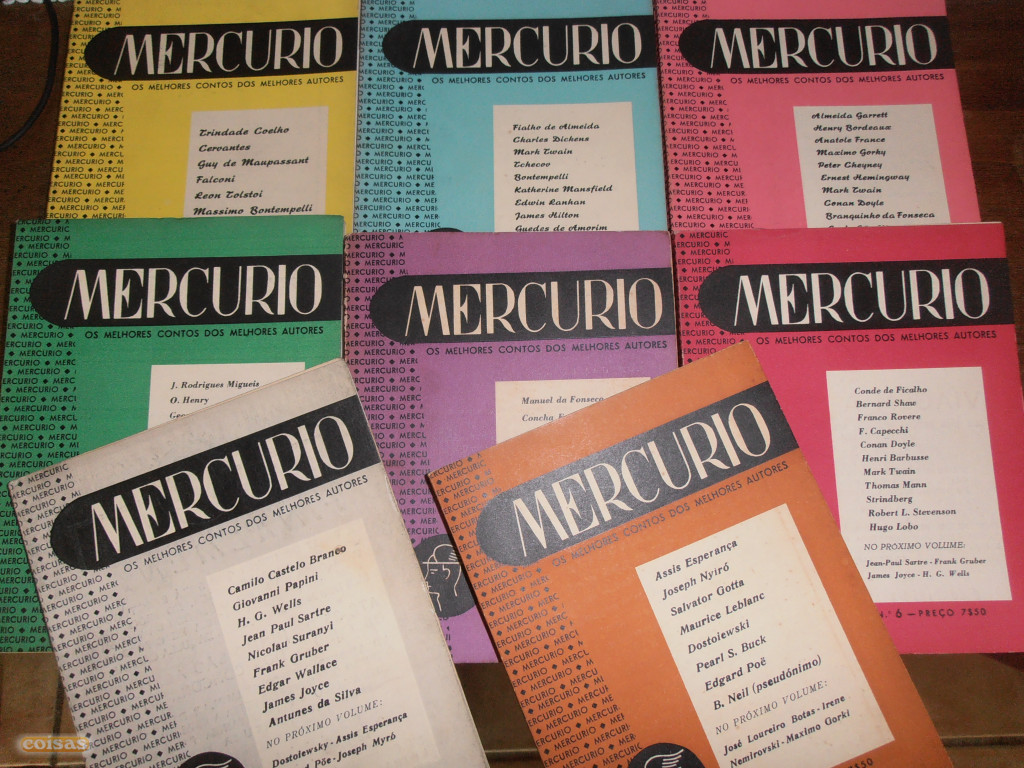 MERCURIO
OS MELHORES CONTOS DOS MELHORES AUTORES
Trindade Coelho
Cervantes
Guy de Maupassant
Falconi
Leon Tolstoi
Massimo Bontempelli
MERCURIO
OS MELHORES CONTOS DOS MELHORES AUTORES
Fialho de Almeida
Charles Dickens
Mark Twain
Tchecov
Bontempelli
Katherine Mansfield
Edwin Lanhan
James Hilton
Guedes de Amorim
MERCURIO
OS MELHORES CONTOS DOS MELHORES AUTORES
Almeida Garrett
Henry Bordeaux
Anatole France
Maximo Gorky
Peter Cheyney
Ernest Hemingway
Mark Twain
Conan Doyle
Branquinho da Fonseca
MERCURIO
OS MELHORES CONTOS DOS MELHORES AUTORES
J. Rodrigues Migueis
O. Henry
MERCURIO
OS MELHORES CONTOS DOS MELHORES AUTORES
Manuel da Fonseca
Concha
MERCURIO
OS MELHORES CONTOS DOS MELHORES AUTORES
Conde de Ficalho
Bernard Shaw
Franco Rovere
F. Capecchi
Conan Doyle
Henri Barbusse
Mark Twain
Thomas Mann
Strindberg
Robert L. Stevenson
Hugo Lobo
NO PRÓXIMO VOLUME:
Jean-Paul Sartre - Frank Gruber
James Joyce - H. G. Wells
N.º 6 — PREÇO 7$50
MERCURIO
OS MELHORES CONTOS DOS MELHORES AUTORES
Camilo Castelo Branco
Giovanni Papini
H. G. Wells
Jean Paul Sartre
Nicolau Suranyi
Frank Gruber
Edgar Wallace
James Joyce
Antunes da Silva
NO PRÓXIMO VOLUME:
Dostoiewsky - Assis Esperança
Pöe - Joseph Myró
MERCURIO
OS MELHORES CONTOS DOS MELHORES AUTORES
Assis Esperança
Joseph Nyiró
Salvator Gotta
Maurice Leblanc
Dostoiewski
Pearl S. Buck
Edgard Poë
B. Neil (pseudónimo)
NO PRÓXIMO VOLUME:
José Loureiro Botas - Irene
Nemirovski - Maximo Gorki
coisas